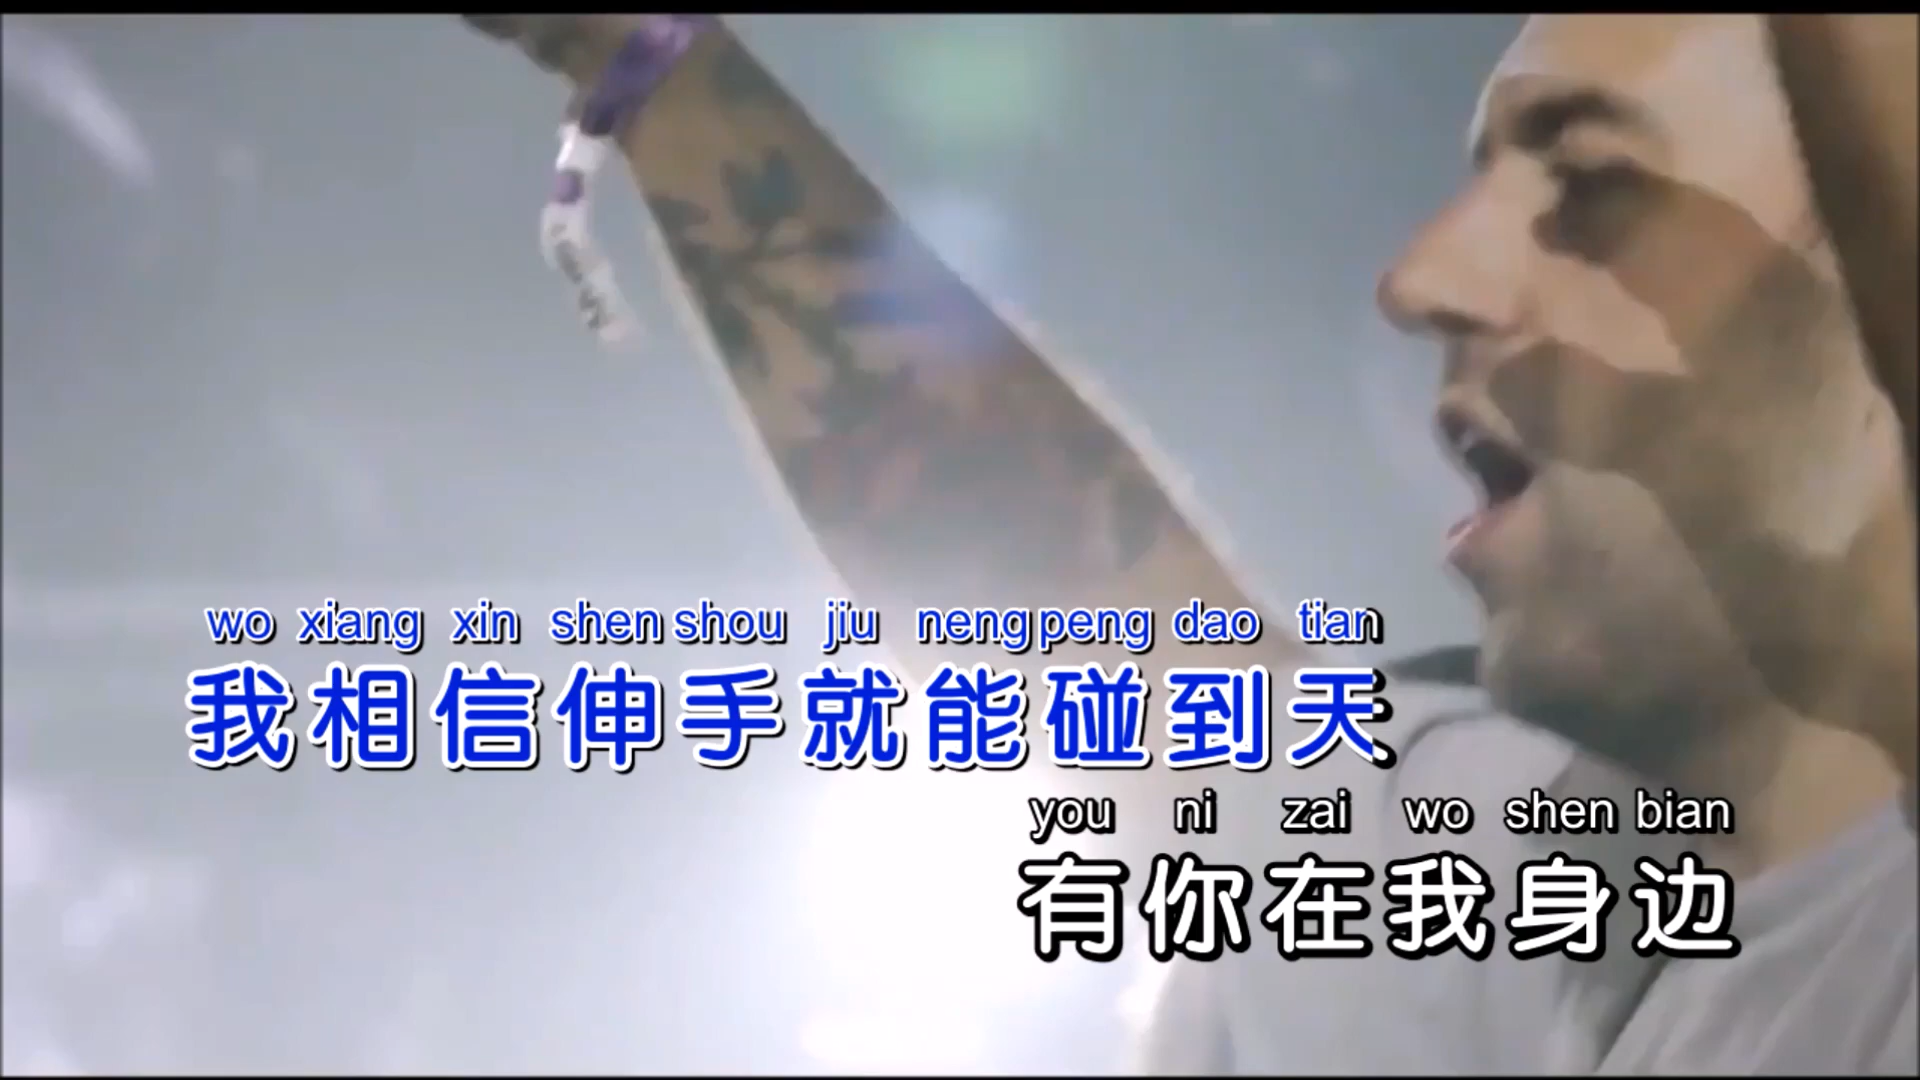 wo xiang xin shen shou jiu neng peng dao tian
我相信伸手就能碰到天
you ni zai wo shen bian
有你在我身边